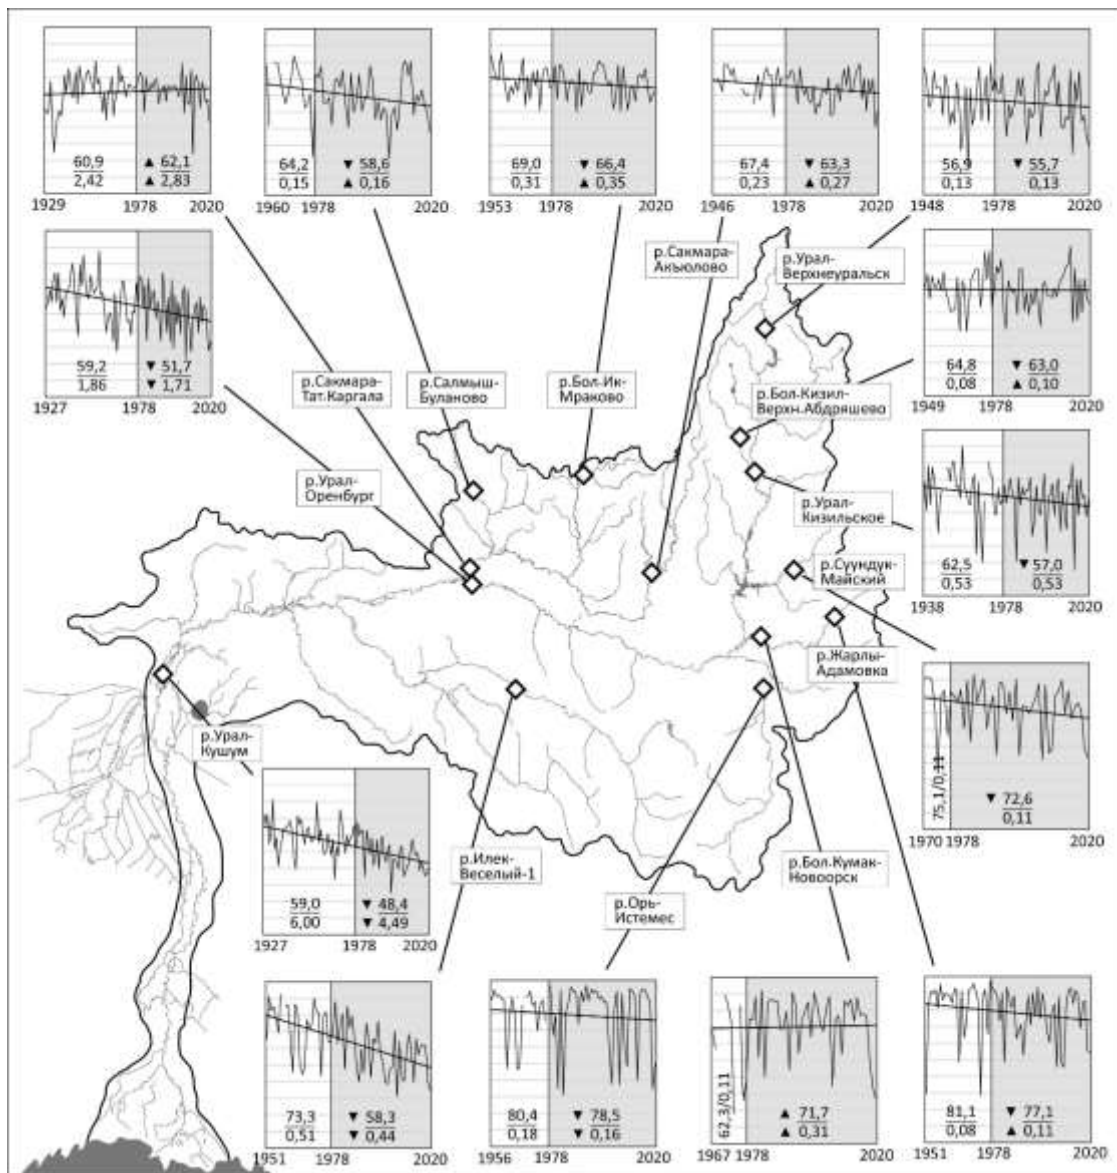 60,9
2,42
▲ 62,1
▲ 2,83
1929 1978 2020
64,2
0,15
▼ 58,6
▲ 0,16
1960 1978 2020
69,0
0,31
▼ 66,4
▲ 0,35
1953 1978 2020
67,4
0,23
▼ 63,3
▲ 0,27
1946 1978 2020
56,9
0,13
▼ 55,7
0,13
1948 1978 2020
59,2
1,86
▼ 51,7
▼ 1,71
1927 1978 2020
64,8
0,08
▼ 63,0
▲ 0,10
1949 1978 2020
р.Сакмара-
Акъюлово
р.Урал-
Верхнеуральск
р.Сакмара-
Тат.Каргала
р.Салмыш-
Буланово
р.Бол-Ик-
Мраково
р.Бол-Кизил-
Верхн.Абдряшево
р.Урал-
Оренбург
р.Урал-
Кизильское
62,5
0,53
▼ 57,0
0,53
1938 1978 2020
р.Суундук-
Майский
р.Жарлы-
Адамовка
75,1/0,11
▼ 72,6
0,11
1970 1978 2020
р.Урал-
Кушум
59,0
6,00
▼ 48,4
▼ 4,49
1927 1978 2020
р.Илек-
Веселый-1
р.Орь-
Истемес
р.Бол.Кумак-
Новоорск
73,3
0,51
▼ 58,3
▼ 0,44
1951 1978 2020
80,4
0,18
▼ 78,5
▼ 0,16
1956 1978 2020
62,3/0,11
▲ 71,7
▲ 0,31
1967 1978 2020
81,1
0,08
▼ 77,1
▲ 0,11
1951 1978 2020